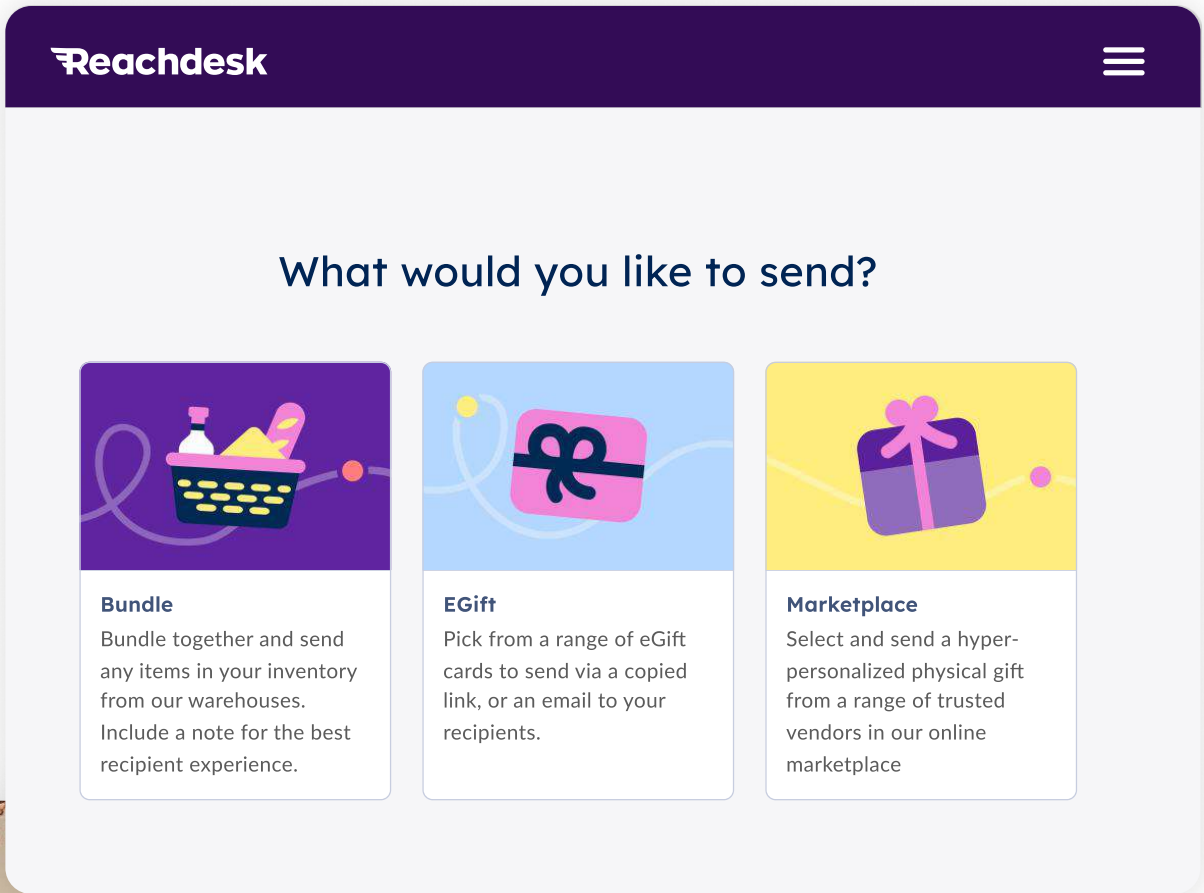 Reachdesk
What would you like to send?
Bundle
Bundle together and send
any items in your inventory
from our warehouses.
Include a note for the best
recipient experience.
EGift
Pick from a range of eGift
cards to send via a copied
link, or an email to your
recipients.
Marketplace
Select and send a hyper-
personalized physical gift
from a range of trusted
vendors in our online
marketplace